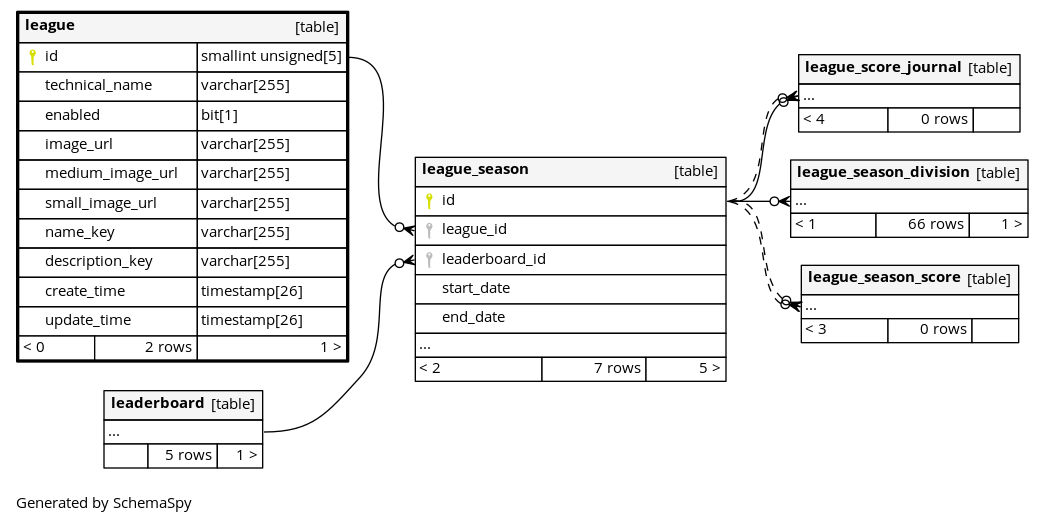 league [table]
id smallint unsigned[5]
technical_name varchar[255]
enabled bit[1]
image_url varchar[255]
medium_image_url varchar[255]
small_image_url varchar[255]
name_key varchar[255]
description_key varchar[255]
create_time timestamp[26]
update_time timestamp[26]
< 0 2 rows 1 >
leaderboard [table]
...
5 rows 1 >
league_season [table]
id
league_id
leaderboard_id
start_date
end_date
...
< 2 7 rows 5 >
league_score_journal [table]
...
< 4 0 rows
league_season_division [table]
...
< 1 66 rows 1 >
league_season_score [table]
...
< 3 0 rows
Generated by SchemaSpy